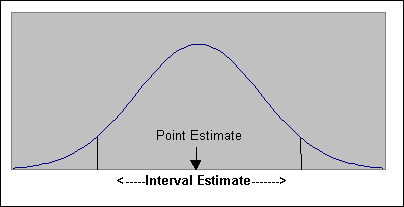 Point Estimate
<-----Interval Estimate------->